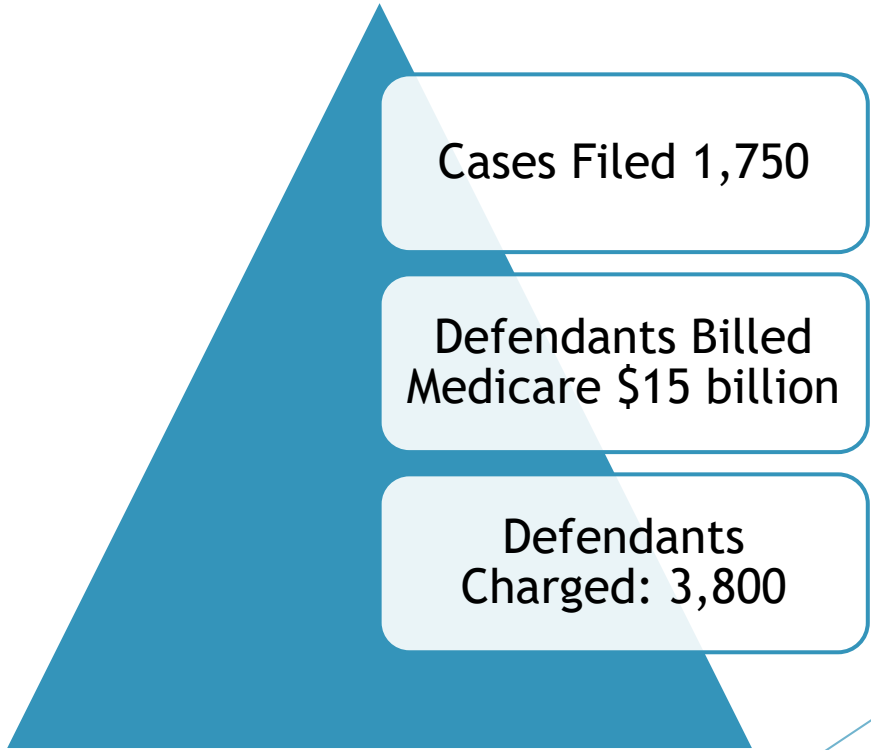 Cases Filed 1,750
Defendants Billed
Medicare $15 billion
Defendants
Charged: 3,800